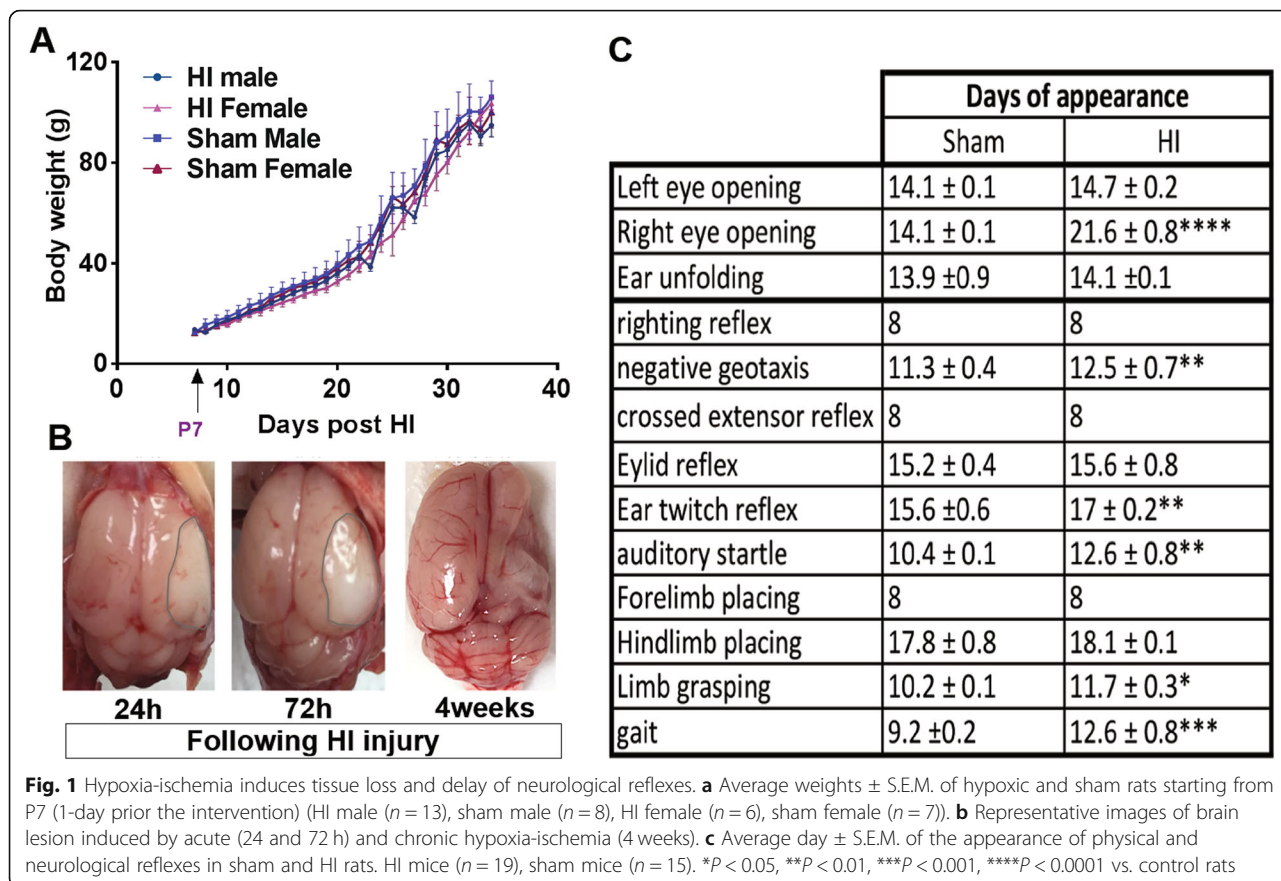 A
Body weight (g)
120
80
40
0
HI male
HI Female
Sham Male
Sham Female
0 10 20 30 40
P7
Days post HI
B
24h 72h 4weeks
Following HI injury
C
Days of appearance
Sham HI
Left eye opening 14.1 ± 0.1 14.7 ± 0.2
Right eye opening 14.1 ± 0.1 21.6 ± 0.8****
Ear unfolding 13.9 ±0.9 14.1 ±0.1
righting reflex 8 8
negative geotaxis 11.3 ± 0.4 12.5 ± 0.7**
crossed extensor reflex 8 8
Eylid reflex 15.2 ± 0.4 15.6 ± 0.8
Ear twitch reflex 15.6 ±0.6 17 ± 0.2**
auditory startle 10.4 ± 0.1 12.6 ± 0.8**
Forelimb placing 8 8
Hindlimb placing 17.8 ± 0.8 18.1 ± 0.1
Limb grasping 10.2 ± 0.1 11.7 ± 0.3*
gait 9.2 ±0.2 12.6 ± 0.8***
Fig. 1 Hypoxia-ischemia induces tissue loss and delay of neurological reflexes. a Average weights ± S.E.M. of hypoxic and sham rats starting from
P7 (1-day prior the intervention) (HI male (n = 13), sham male (n = 8), HI female (n = 6), sham female (n = 7)). b Representative images of brain
lesion induced by acute (24 and 72 h) and chronic hypoxia-ischemia (4 weeks). c Average day ± S.E.M. of the appearance of physical and
neurological reflexes in sham and HI rats. HI mice (n = 19), sham mice (n = 15). *P < 0.05, **P < 0.01, ***P < 0.001, ****P < 0.0001 vs. control rats